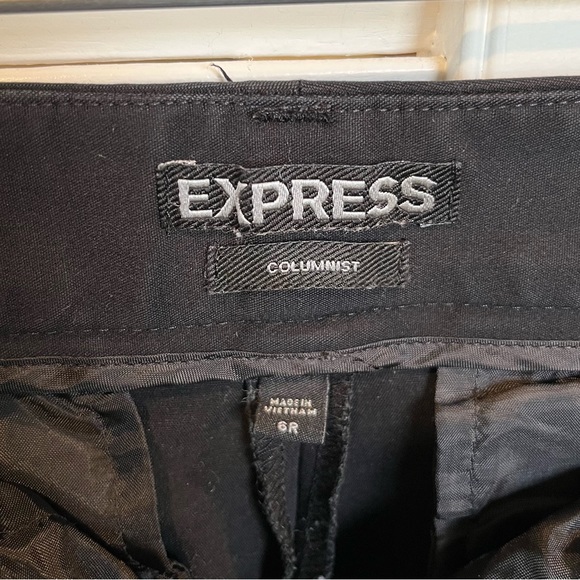 EXPRESS
COLUMNIST
MADE IN
VIETNAM
6R